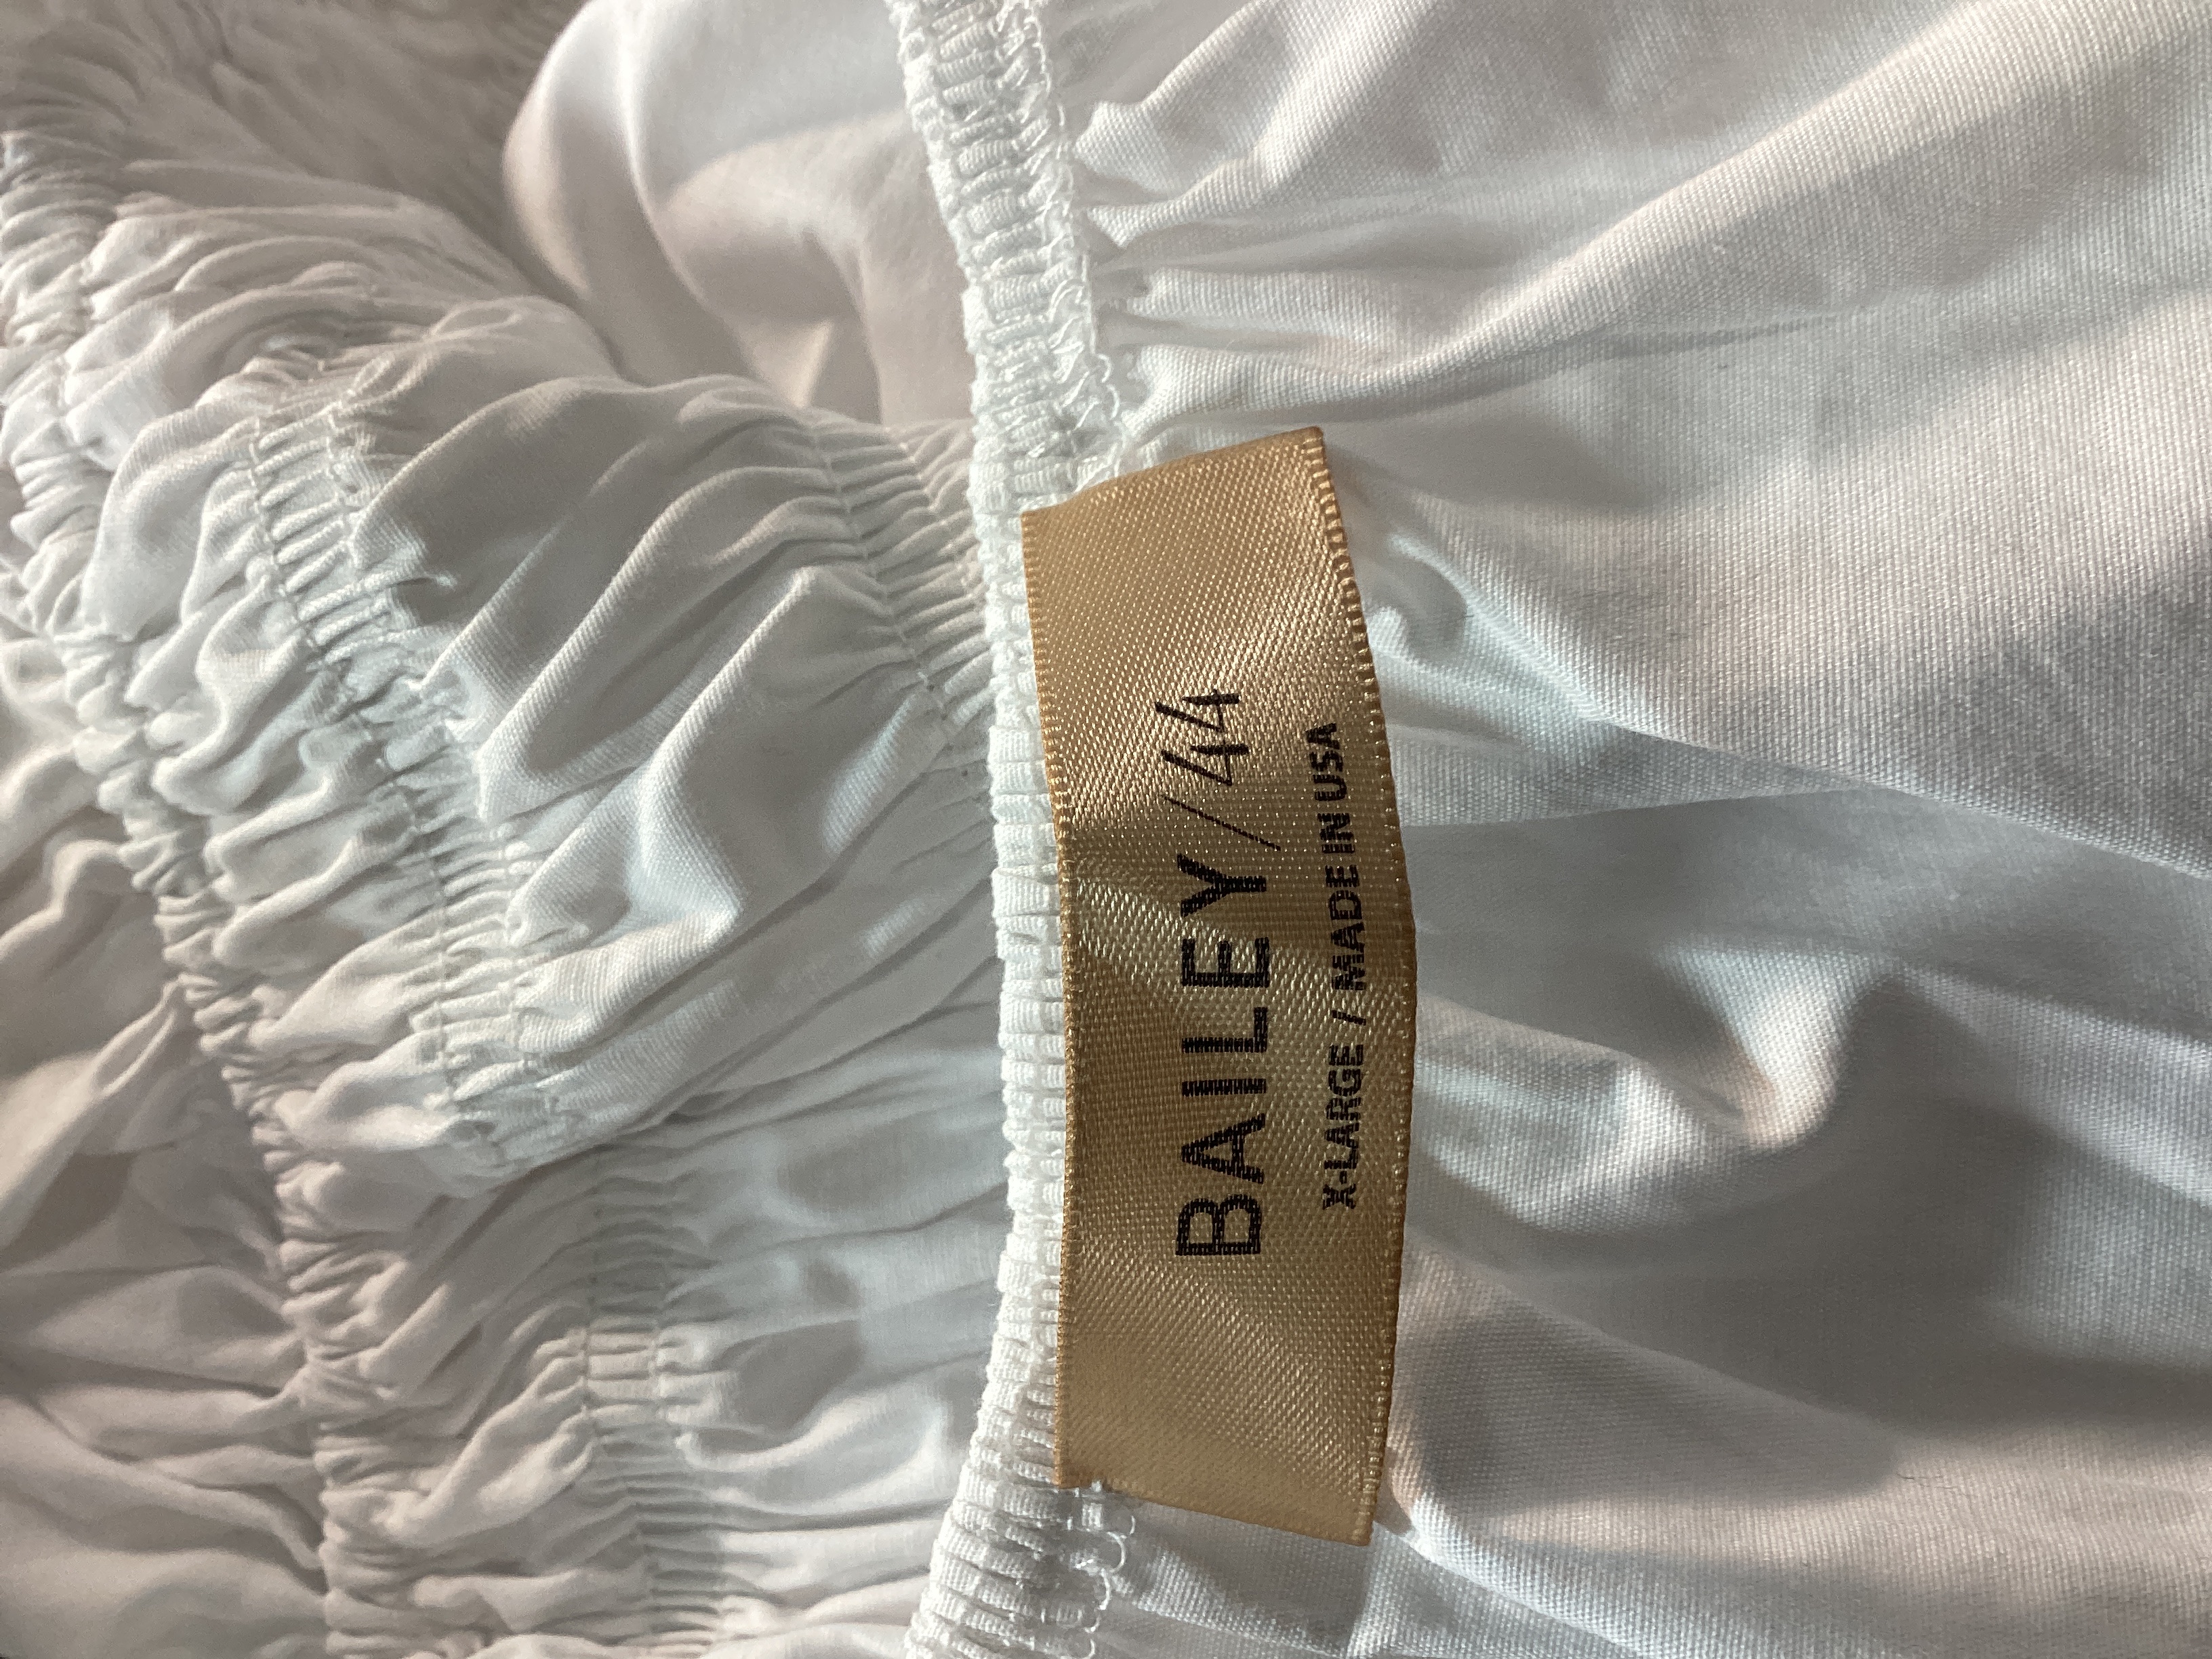 BAILEY/44
X-LARGE / MADE IN USA